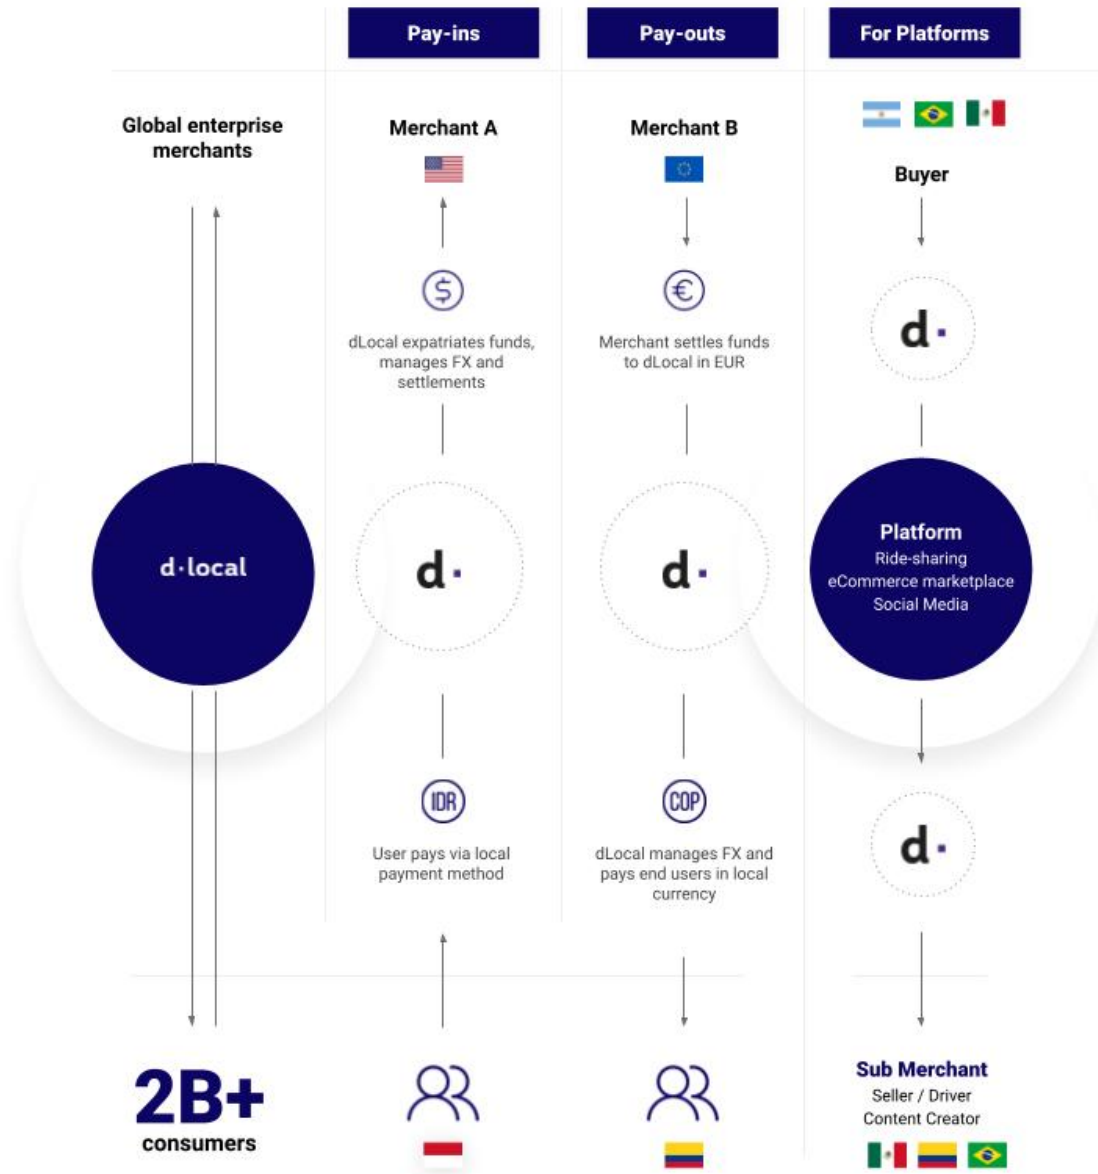 Pay-ins
Pay-outs
For Platforms
Global enterprise
merchants
Merchant A
Merchant B
Buyer
$
dLocal expatriates funds,
manages FX and
settlements
€
Merchant settles funds
to dLocal in EUR
d·
d·local
d·
d·
Platform
Ride-sharing
eCommerce marketplace
Social Media
IDR
User pays via local
payment method
COP
dLocal manages FX and
pays end users in local
currency
d·
2B+
consumers
Sub Merchant
Seller / Driver
Content Creator